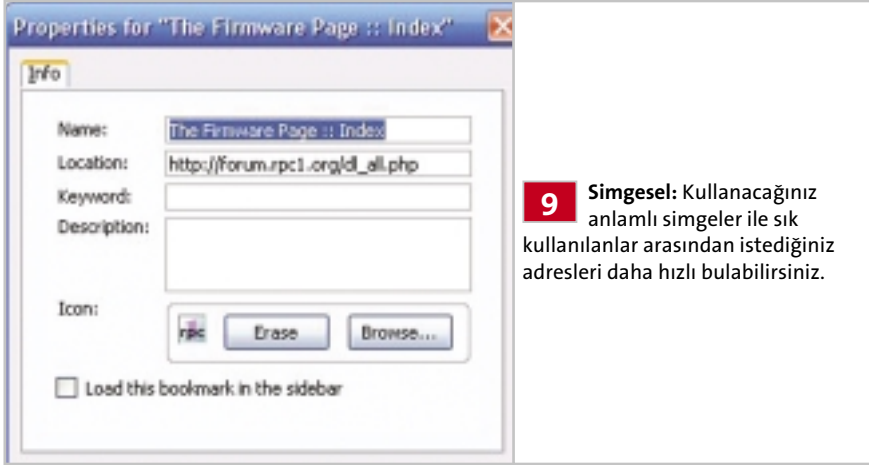 Properties for "The Firmware Page :: Index"
Info
Name: The Firmware Page :: Index
Location: http://forum.rpc1.org/dl_all.php
Keyword:
Description:
Icon:
rpc Erase Browse...
Load this bookmark in the sidebar
9 Simgesel: Kullanacağınız
anlamlı simgeler ile sık
kullanılanlar arasından istediğiniz
adresleri daha hızlı bulabilirsiniz.